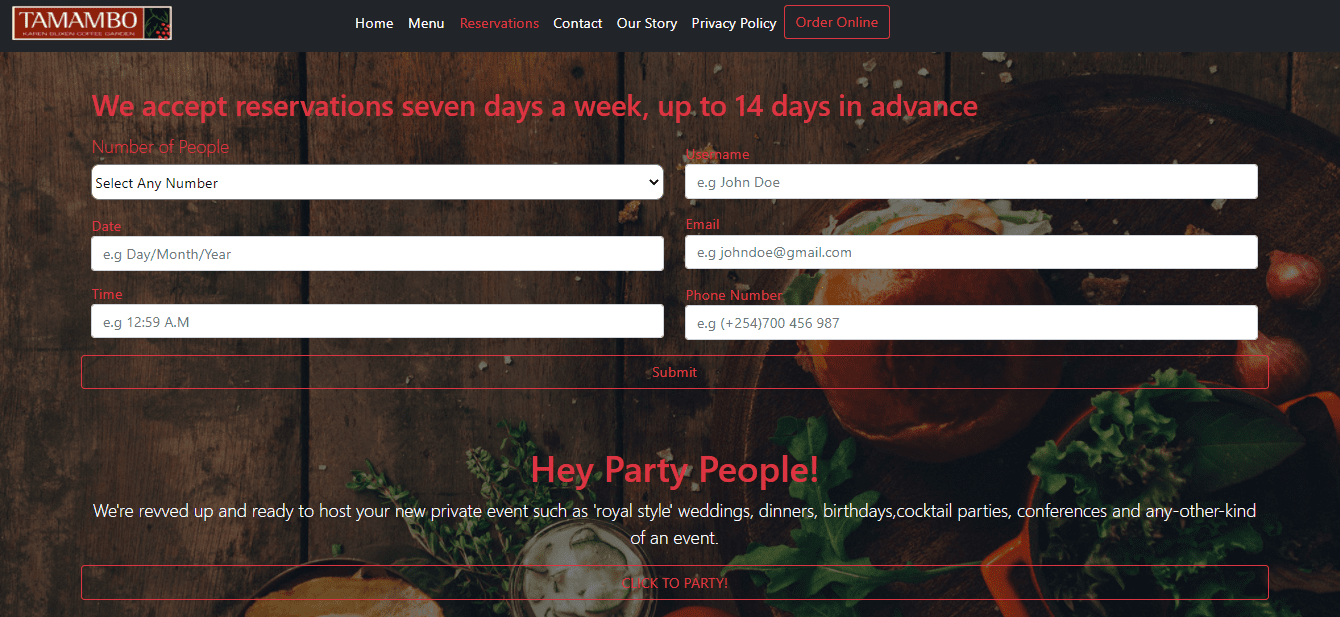 TAMAMBO
KAREN BLIXEN COFFEE GARDEN
Home Menu Reservations Contact Our Story Privacy Policy Order Online
We accept reservations seven days a week, up to 14 days in advance
Number of People
Select Any Number
Date
e.g Day/Month/Year
Time
e.g 12:59 A.M
Username
e.g John Doe
Email
e.g johndoe@gmail.com
Phone Number
e.g (+254)700 456 987
Submit
Hey Party People!
We're revved up and ready to host your new private event such as 'royal style' weddings, dinners, birthdays,cocktail parties, conferences and any-other-kind
of an event.
CLICK TO PARTY!